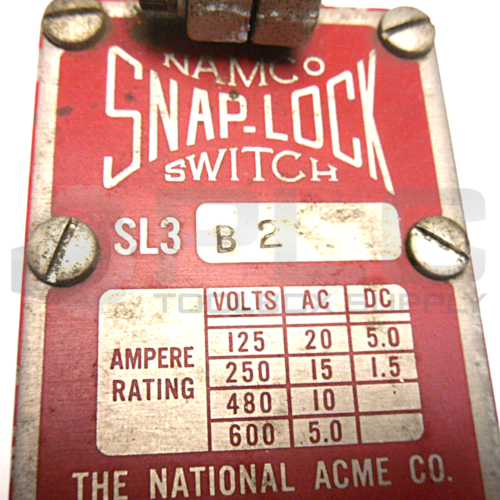 NAMCO
SNAP-LOCK
SWITCH
SL3 B 2
VOLTS AC DC
AMPERE RATING
125 20 5.0
250 15 1.5
480 10
600 5.0
THE NATIONAL ACME CO.